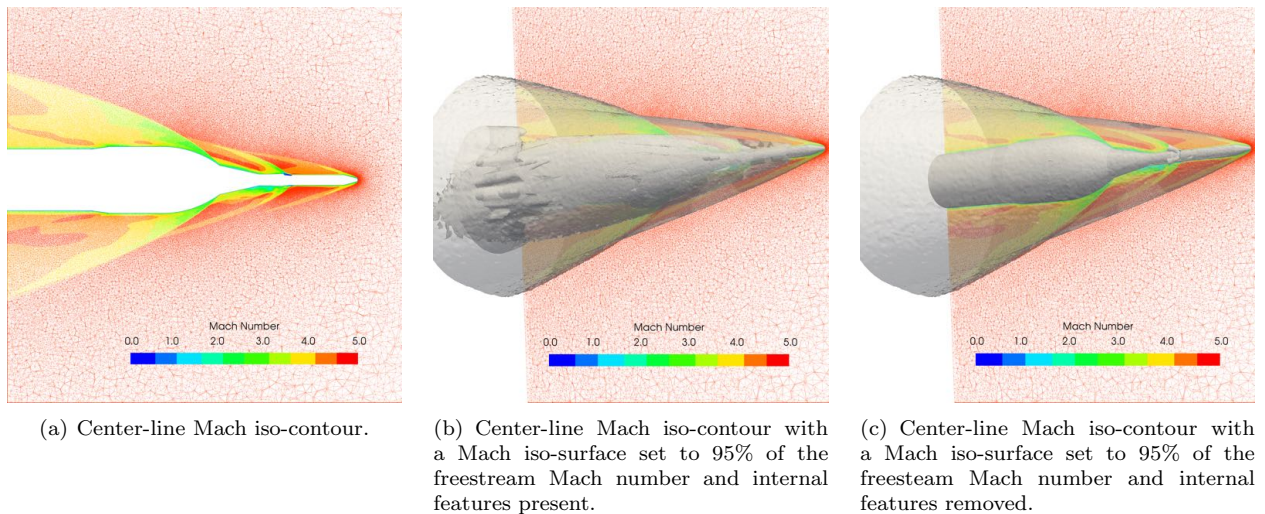 Mach Number
0.0 1.0 2.0 3.0 4.0 5.0
Mach Number
0.0 1.0 2.0 3.0 4.0 5.0
Mach Number
0.0 1.0 2.0 3.0 4.0 5.0
(a) Center-line Mach iso-contour.
(b) Center-line Mach iso-contour with
a Mach iso-surface set to 95% of the
freestream Mach number and internal
features present.
(c) Center-line Mach iso-contour with
a Mach iso-surface set to 95% of the
freesteam Mach number and internal
features removed.